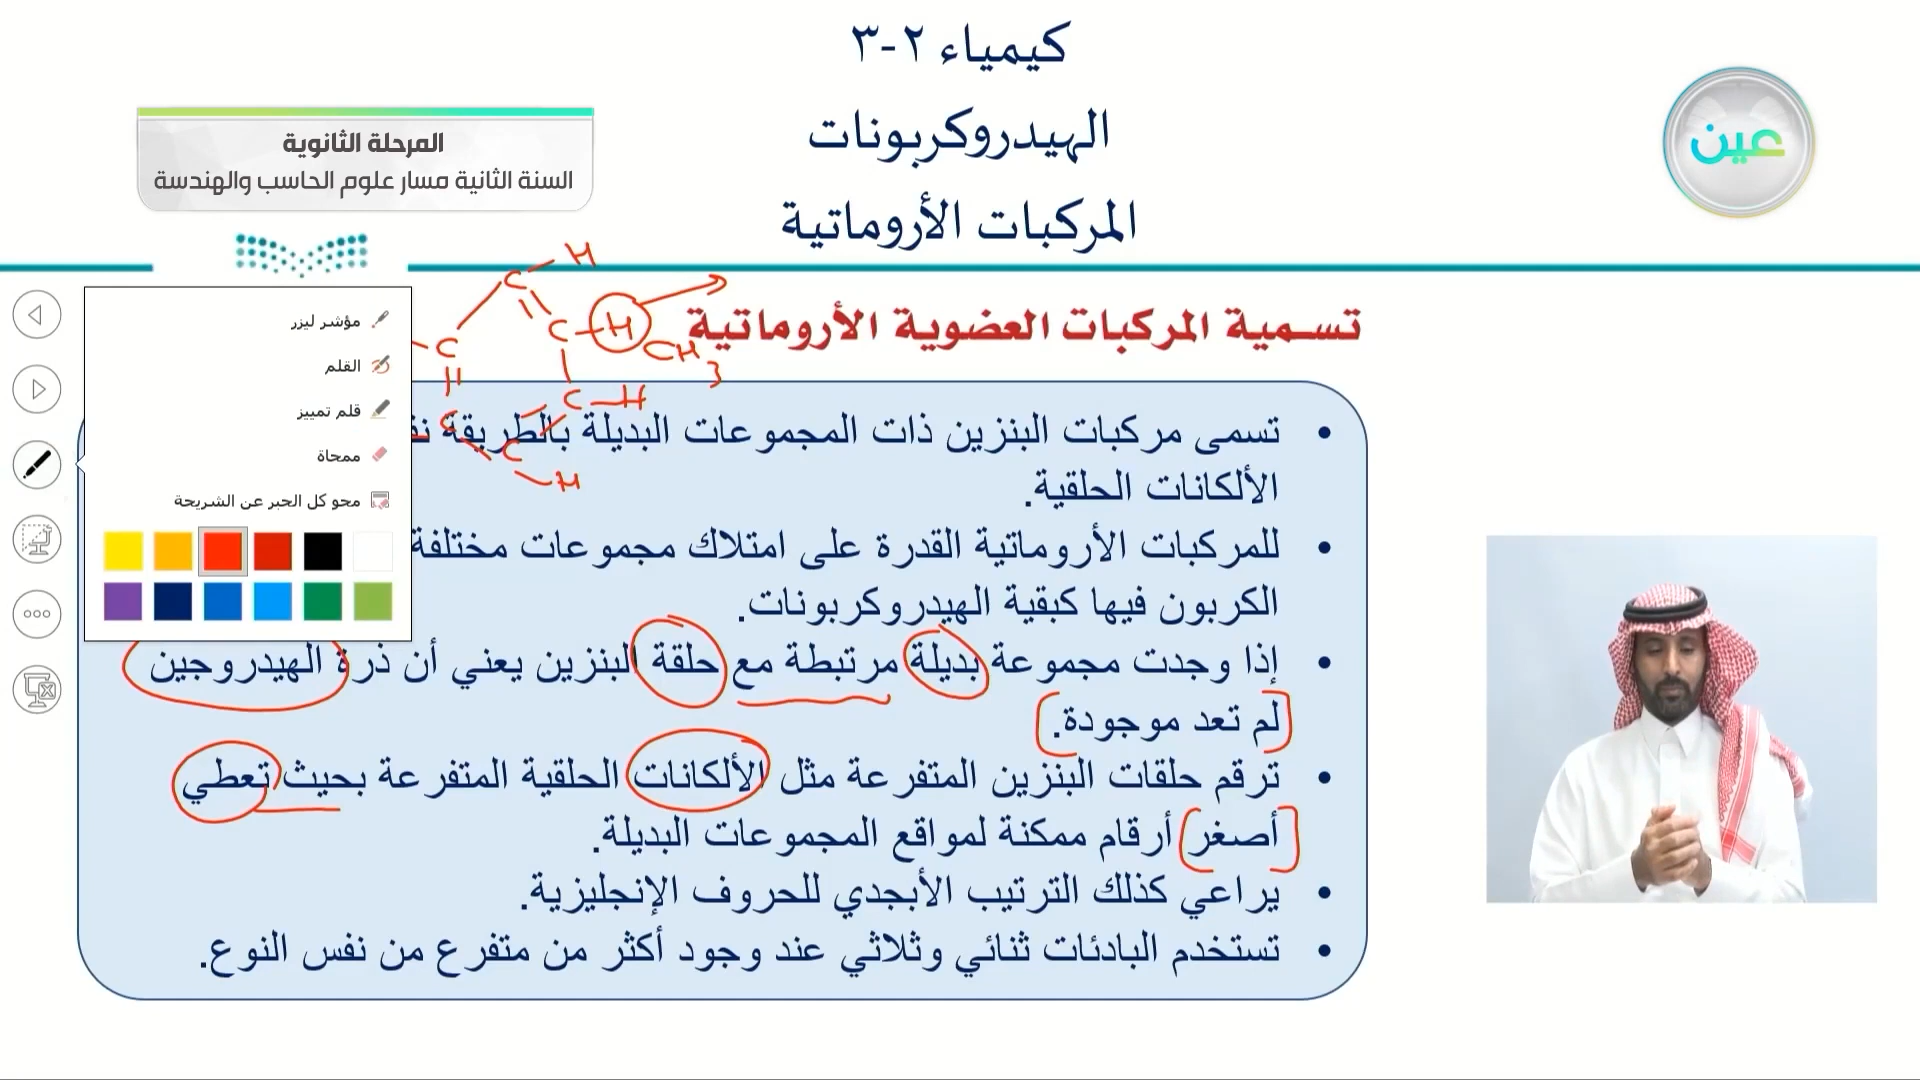 كيمياء ٢-٣
الهيدروكربونات
المركبات الأروماتية
عين
المرحلة الثانوية
السنة الثانية مسار علوم الحاسب والهندسة
تسمية المركبات العضوية الأروماتية
مؤشر ليزر
القلم
قلم تمييز
ممحاة
محو كل الحبر عن الشريحة
C H
C C H
CH3
C C H
C H
• تسمى مركبات البنزين ذات المجموعات البديلة بالطريقة
الألكانات الحلقية.
• للمركبات الأروماتية القدرة على امتلاك مجموعات مختلفة
الكربون فيها كبقية الهيدروكربونات.
• إذا وجدت مجموعة بديلة مرتبطة مع حلقة البنزين يعني أن ذرة الهيدروجين
لم تعد موجودة.
• ترقم حلقات البنزين المتفرعة مثل الألكانات الحلقية المتفرعة بحيث تعطي
أصغر أرقام ممكنة لمواقع المجموعات البديلة.
• يراعي كذلك الترتيب الأبجدي للحروف الإنجليزية.
• تستخدم البادئات ثنائي وثلاثي عند وجود أكثر من متفرع من نفس النوع.